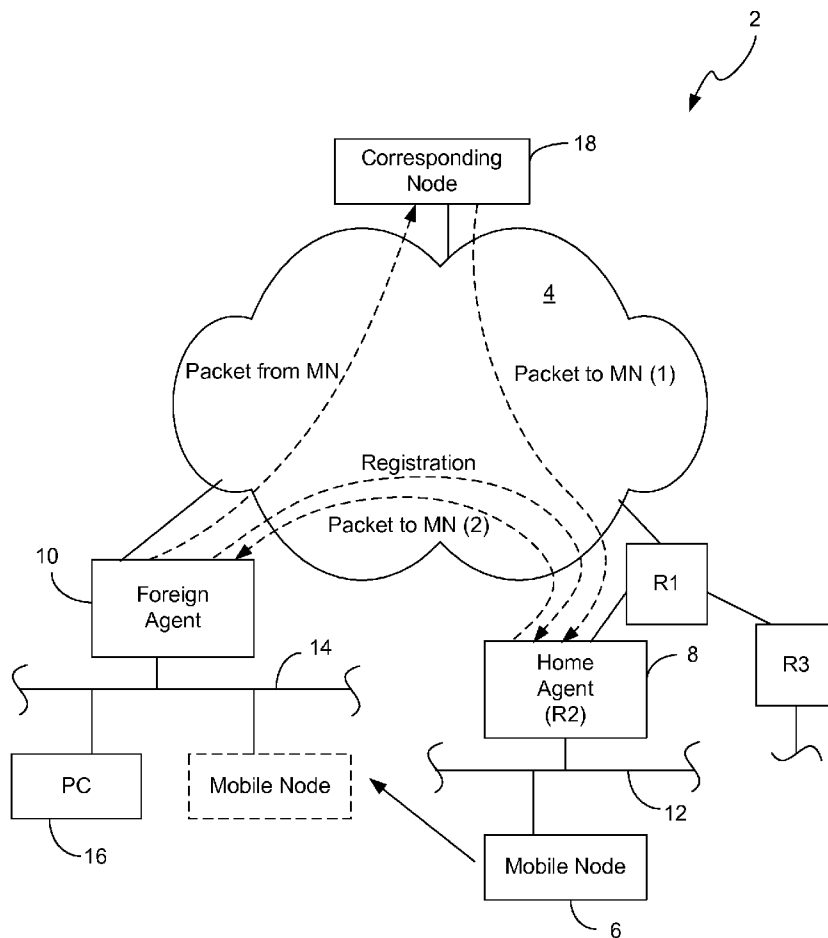 2
Corresponding
Node
18
4
Packet from MN
Packet to MN (1)
Registration
Packet to MN (2)
10
Foreign
Agent
R1
8
Home
Agent
(R2)
R3
14
PC
Mobile Node
12
16
Mobile Node
6